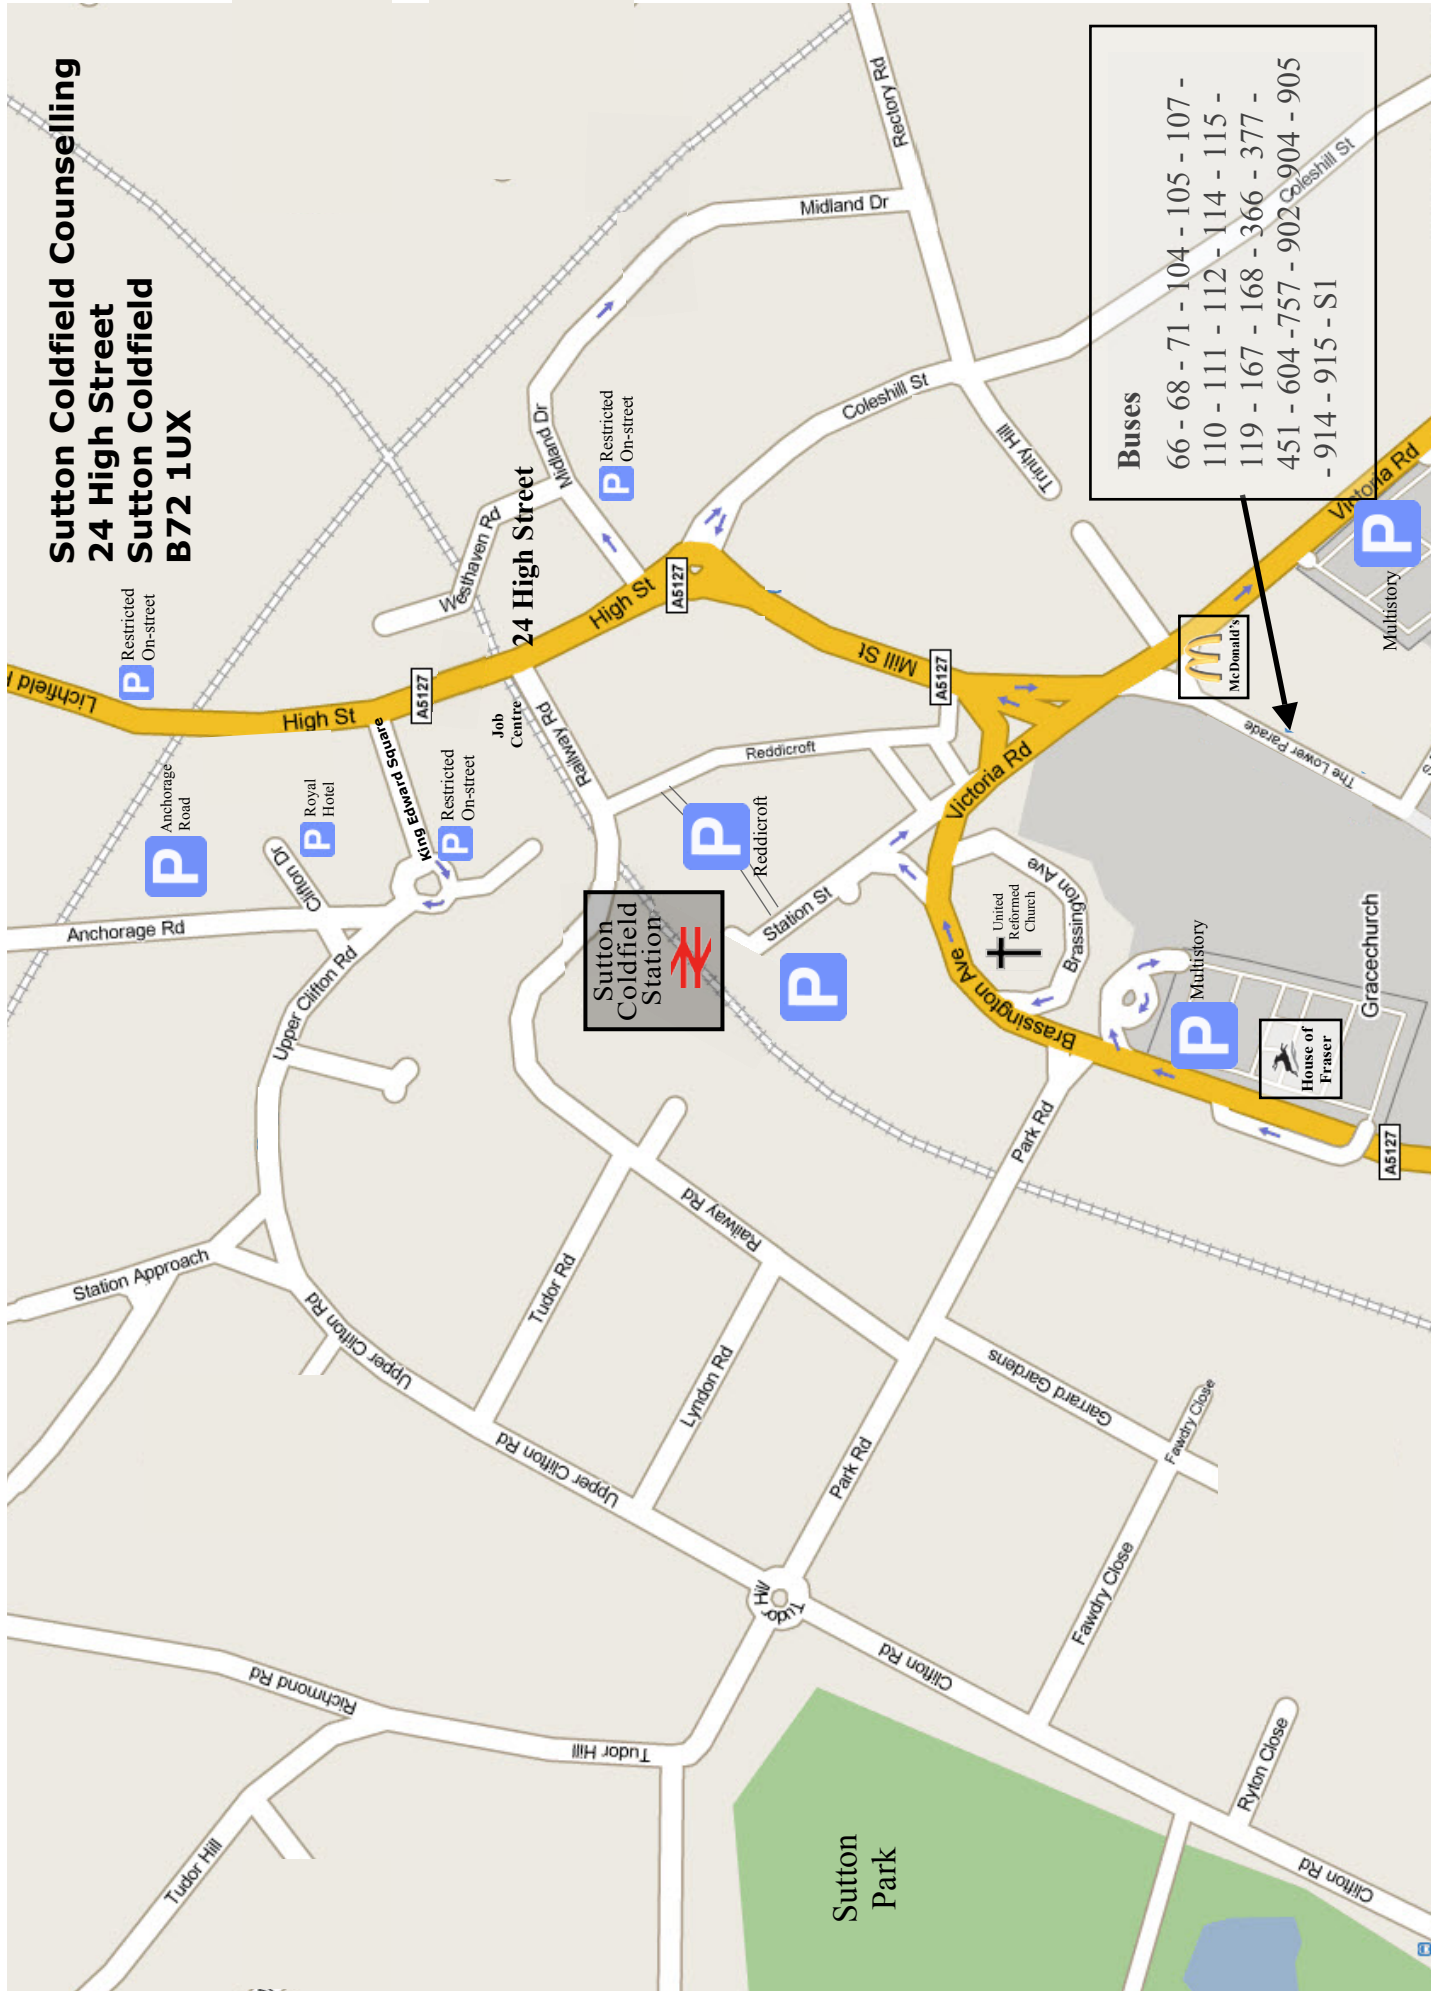 Sutton Coldfield Counselling
24 High Street
Sutton Coldfield
B72 1UX
Buses
66 - 68 - 71 - 104 - 105 - 107 -
110 - 111 - 112 - 114 - 115 -
119 - 167 - 168 - 366 - 377 -
451 - 604 -757 - 902 - 904 - 905
- 914 - 915 - S1
Lichfield
P
Restricted
On-street
High St
A5127
P
Anchorage
Road
P
Royal
Hotel
Clifton Dr
Anchorage Rd
King Edward Square
P
Restricted
On-street
Job
Centre
24 High Street
Westhaven Rd
Midland Dr
P
Restricted
On-street
High St
A5127
Midland Dr
Rectory Rd
Coleshill St
Coleshill St
Trinity Hill
Mill St
A5127
Railway Rd
Reddicroft
P
Reddicroft
Sutton
Coldfield
Station
Station St
P
Victoria Rd
Victoria Rd
McDonald's
P
Multistory
The Lower Parade
United
Reformed
Church
Brassington Ave
Brassington
Brassington Ave
P
Multistory
Gracechurch
House of
Fraser
A5127
Park Rd
Upper Clifton Rd
Station Approach
Upper Clifton Rd
Upper Clifton Rd
Tudor Rd
Railway Rd
Lyndon Rd
Park Rd
Garrard Gardens
Fawdry Close
Fawdry Close
Tudor Hill
Clifton Rd
Richmond Rd
Tudor Hill
Tudor Hill
Ryton Close
Clifton Rd
Sutton
Park